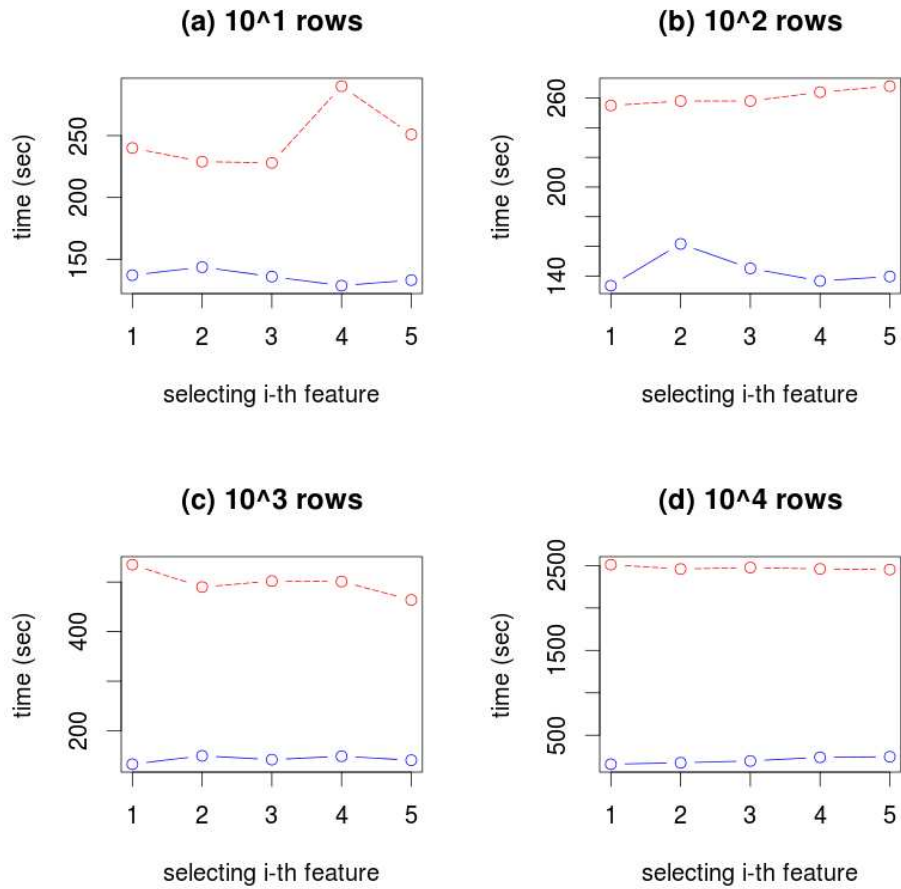 (a) 10^1 rows
time (sec)
150 200 250
1 2 3 4 5
selecting i-th feature
(b) 10^2 rows
time (sec)
140 200 260
1 2 3 4 5
selecting i-th feature
(c) 10^3 rows
time (sec)
200 400
1 2 3 4 5
selecting i-th feature
(d) 10^4 rows
time (sec)
500 1500 2500
1 2 3 4 5
selecting i-th feature